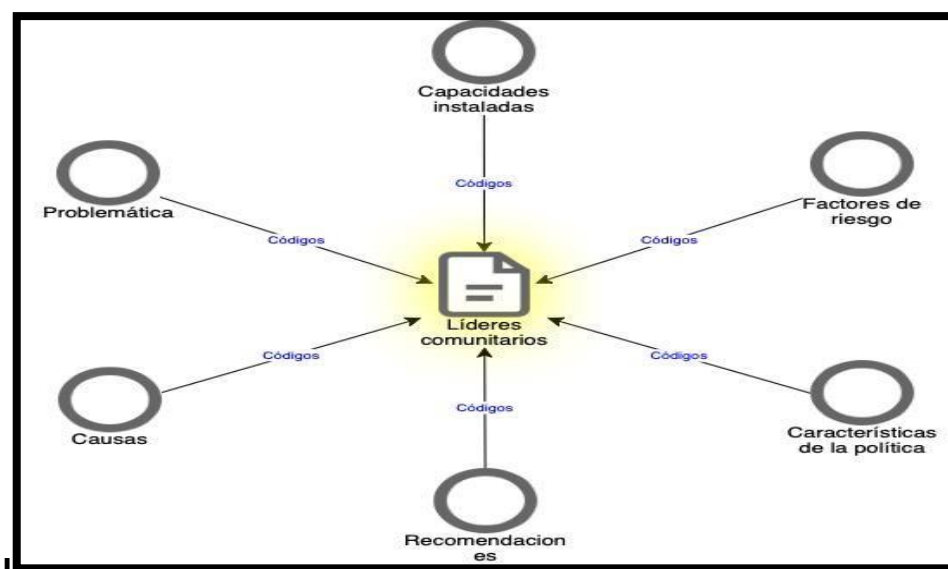 Capacidades
instaladas
Códigos
Problemática
Códigos
Factores de
riesgo
Códigos
Líderes
comunitarios
Códigos
Causas
Códigos
Características
de la política
Códigos
Recomendacion
es